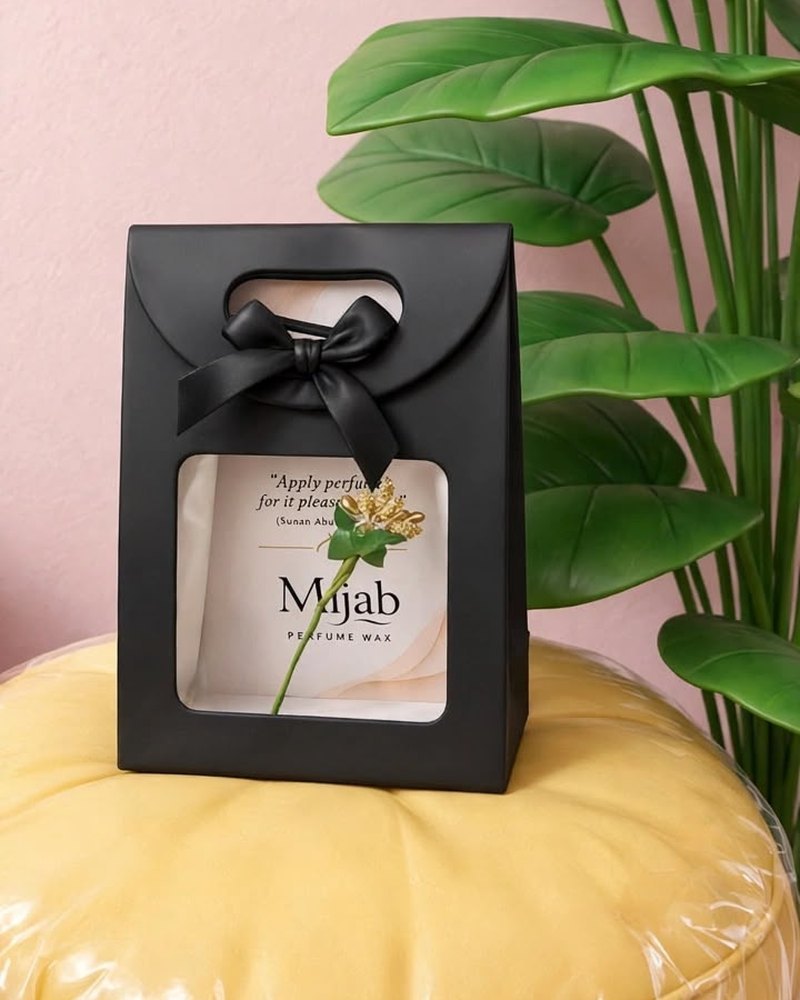 "Apply perfu
for it pleas
(Sunan Abu
Mijab
PERFUME WAX